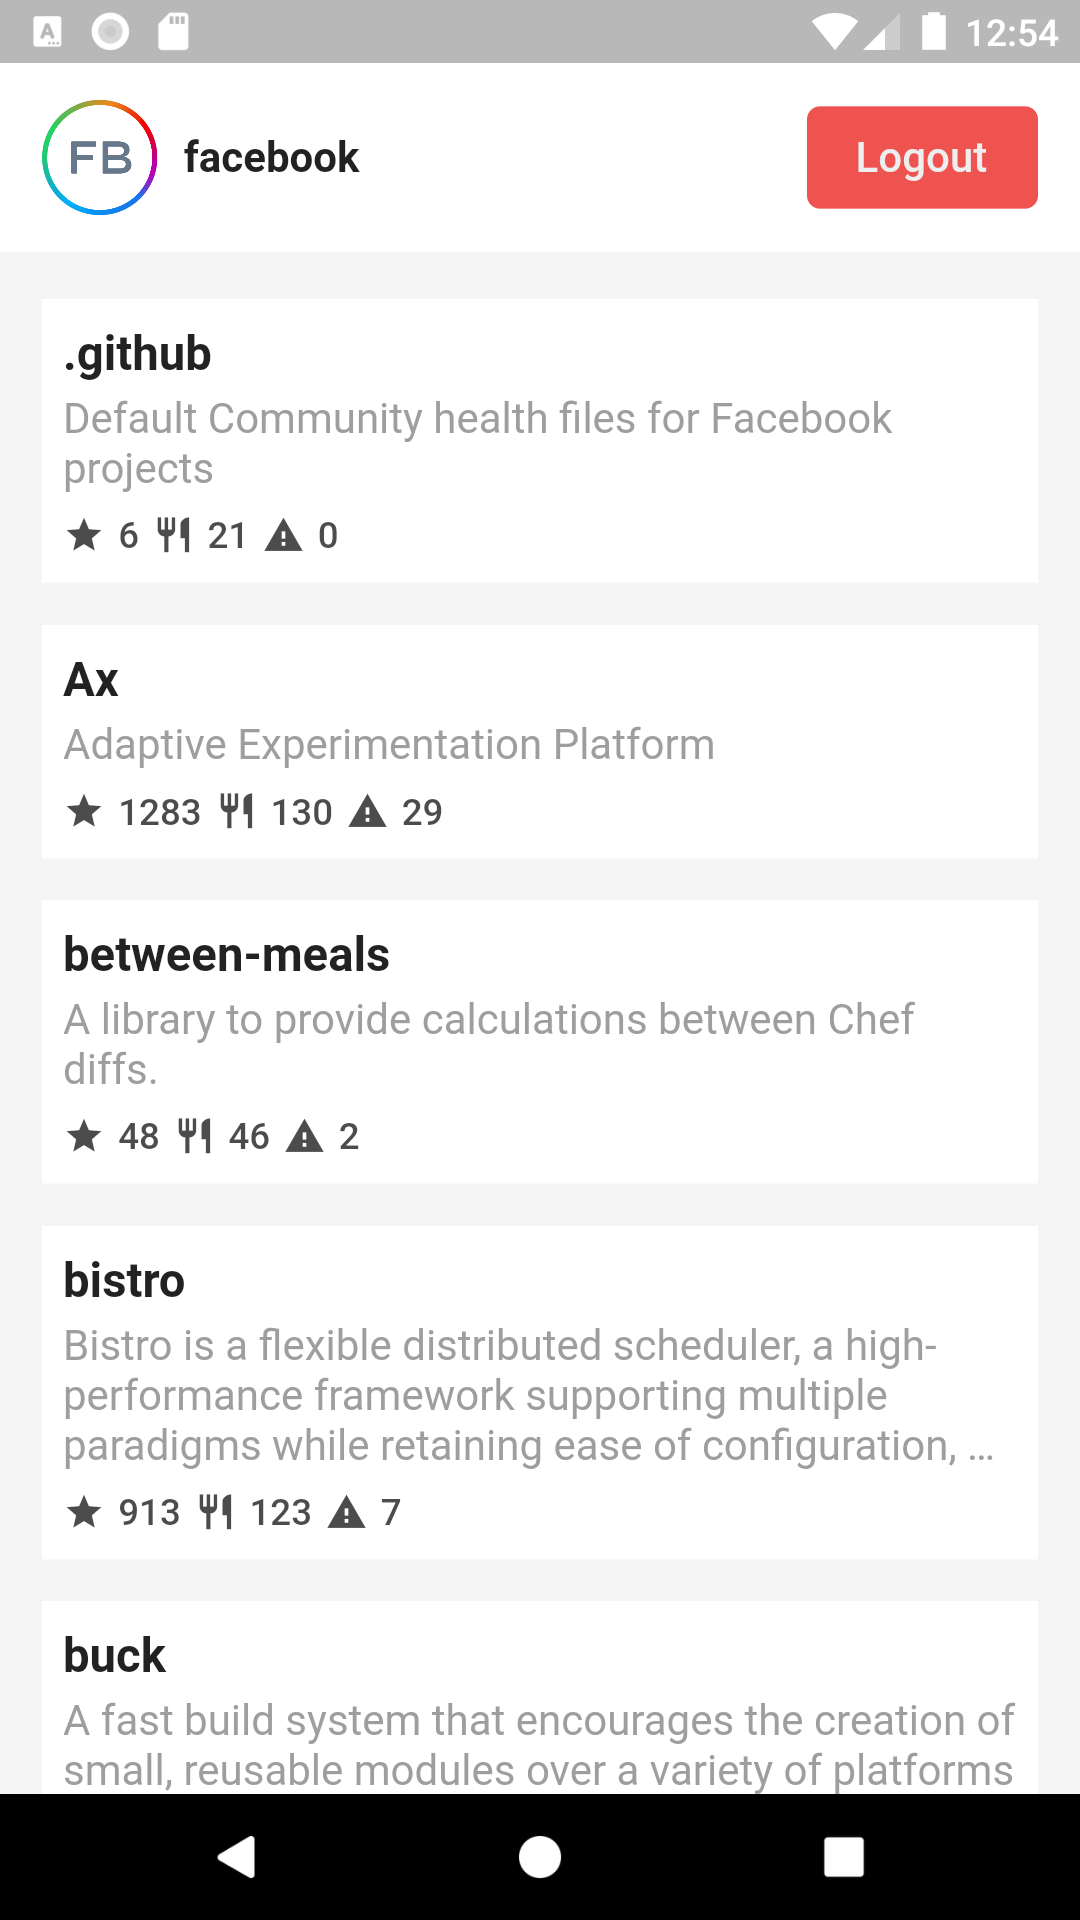 12:54
FB
facebook
Logout
.github
Default Community health files for Facebook
projects
6 21 0
Ax
Adaptive Experimentation Platform
1283 130 29
between-meals
A library to provide calculations between Chef
diffs.
48 46 2
bistro
Bistro is a flexible distributed scheduler, a high-
performance framework supporting multiple
paradigms while retaining ease of configuration, …
913 123 7
buck
A fast build system that encourages the creation of
small, reusable modules over a variety of platforms